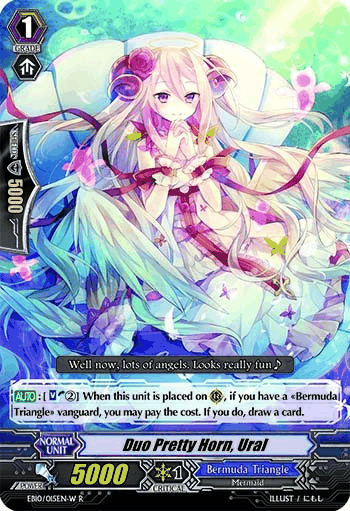 1
GRADE
SHIELD
5000
Well now, lots of angels. Looks really fun♪
AUTO : [ V ②] When this unit is placed on R, if you have a «Bermuda
Triangle» vanguard, you may pay the cost. If you do, draw a card.
NORMAL
UNIT
Duo Pretty Horn, Ural
POWER
5000
1
CRITICAL
Bermuda Triangle
Mermaid
EB10/015EN-W R
ILLUST / にもし